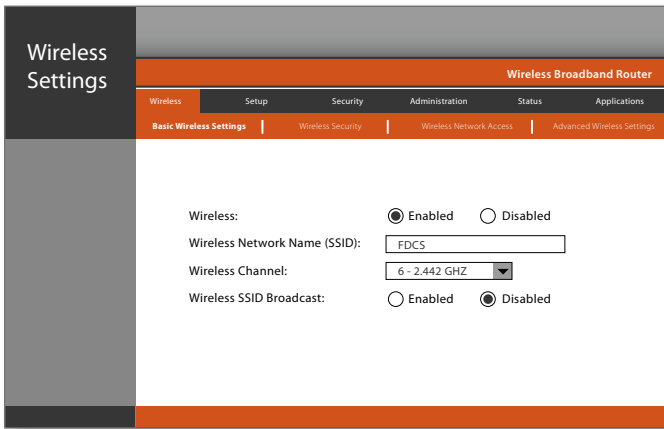 Wireless
Settings
Wireless Broadband Router
Wireless Setup Security Administration Status Applications
Basic Wireless Settings Wireless Security Wireless Network Access Advanced Wireless Settings
Wireless: Enabled Disabled
Wireless Network Name (SSID): FDCS
Wireless Channel: 6 - 2.442 GHZ
Wireless SSID Broadcast: Enabled Disabled